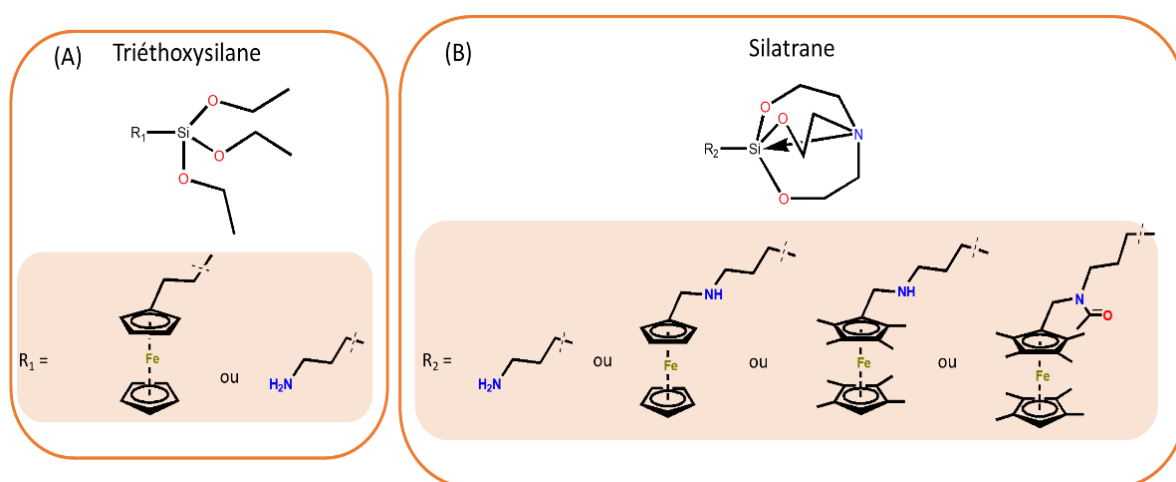 (A) Triéthoxysilane
R1 Si O O O
R1 = Fe ou H2N
(B) Silatrane
R2 Si O O O N
R2 = H2N ou NH Fe ou NH Fe ou N O Fe